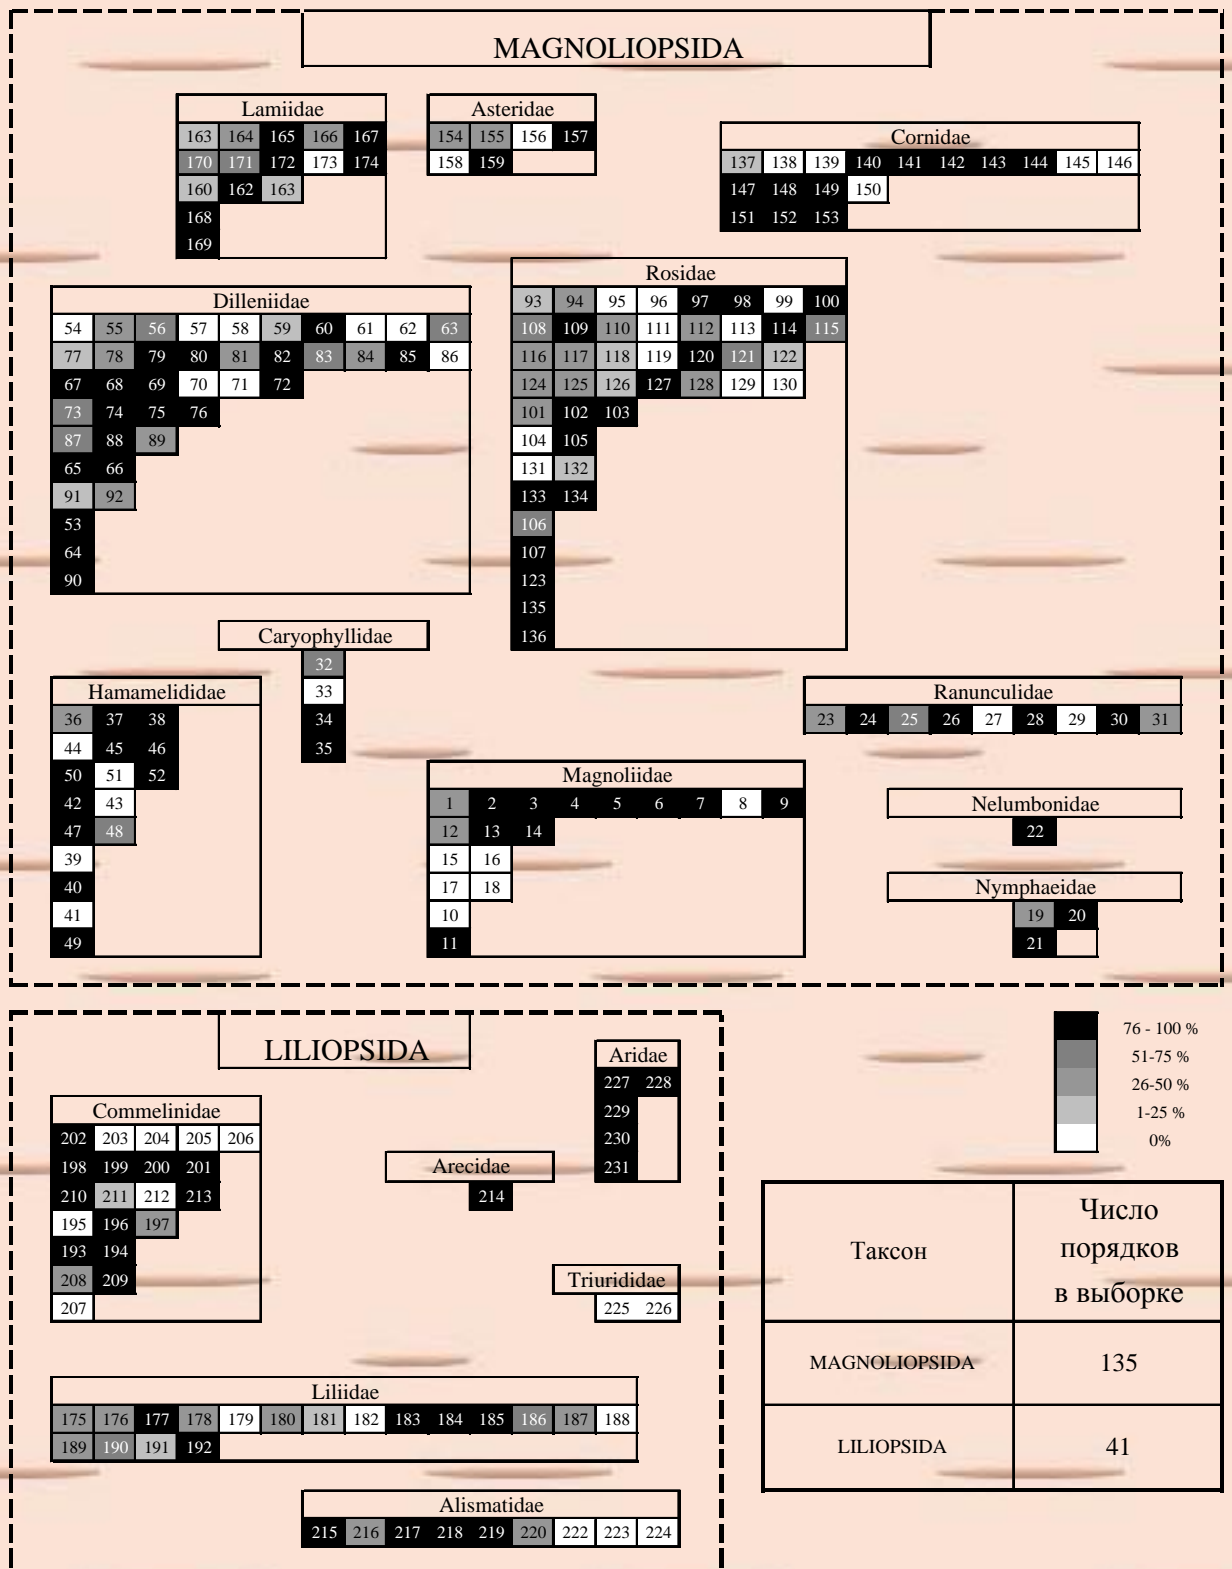 MAGNOLIOPSIDA
Lamiidae
163 164 165 166 167
170 171 172 173 174
160 162 163
168
169
Asteridae
154 155 156 157
158 159
Cornidae
137 138 139 140 141 142 143 144 145 146
147 148 149 150
151 152 153
Dilleniidae
54 55 56 57 58 59 60 61 62 63
77 78 79 80 81 82 83 84 85 86
67 68 69 70 71 72
73 74 75 76
87 88 89
65 66
91 92
53
64
90
Rosidae
93 94 95 96 97 98 99 100
108 109 110 111 112 113 114 115
116 117 118 119 120 121 122
124 125 126 127 128 129 130
101 102 103
104 105
131 132
133 134
106
107
123
135
136
Caryophyllidae
32
33
34
35
Hamamelididae
36 37 38
44 45 46
50 51 52
42 43
47 48
39
40
41
49
Magnoliidae
1 2 3 4 5 6 7 8 9
12 13 14
15 16
17 18
10
11
Ranunculidae
23 24 25 26 27 28 29 30 31
Nelumbonidae
22
Nymphaeidae
19 20
21
LILIOPSIDA
Commelinidae
202 203 204 205 206
198 199 200 201
210 211 212 213
195 196 197
193 194
208 209
207
Aridae
227 228
229
230
231
Arecidae
214
Triurididae
225 226
Liliidae
175 176 177 178 179 180 181 182 183 184 185 186 187 188
189 190 191 192
Alismatidae
215 216 217 218 219 220 222 223 224
76 - 100 %
51-75 %
26-50 %
1-25 %
0%
Таксон
Число
порядков
в выборке
MAGNOLIOPSIDA 135
LILIOPSIDA 41